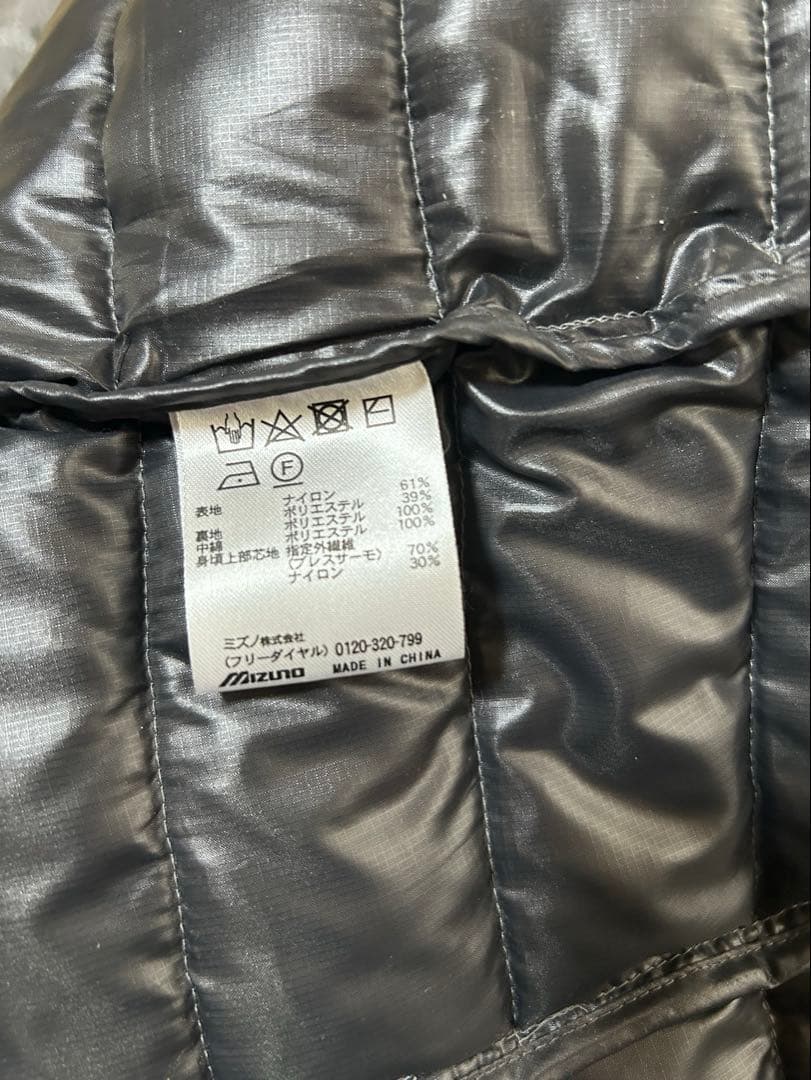 F
表地 ナイロン 61%
ポリエステル 39%
裏地 ポリエステル 100%
中綿 ポリエステル 100%
身頃上部芯地 指定外繊維
(ブレスサーモ) 70%
ナイロン 30%
ミズノ株式会社
(フリーダイヤル) 0120-320-799
MIZUNO MADE IN CHINA